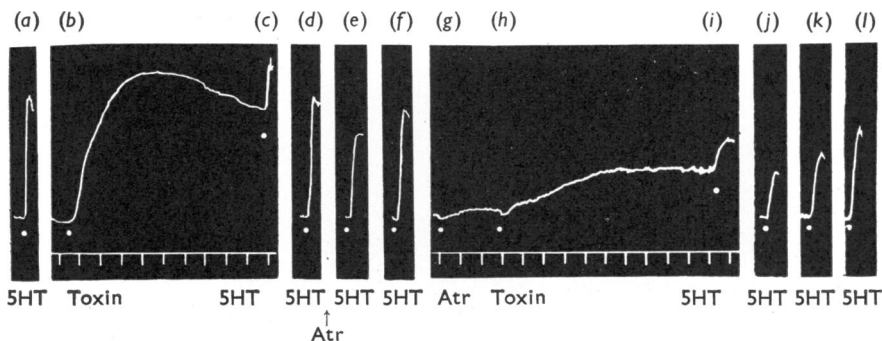 (a) (b) (c) (d) (e) (f) (g) (h) (i) (j) (k) (l)
5HT Toxin 5HT 5HT 5HT 5HT Atr Toxin 5HT 5HT 5HT 5HT
↑
Atr